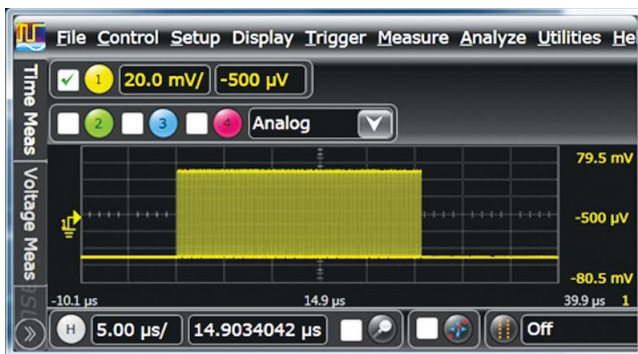 File Control Setup Display Trigger Measure Analyze Utilities He
Time Meas
Voltage Meas
1 20.0 mV/ -500 µV
2 3 4 Analog
79.5 mV
-500 µV
-80.5 mV
-10.1 µs 14.9 µs 39.9 µs 1
H 5.00 µs/ 14.9034042 µs Off